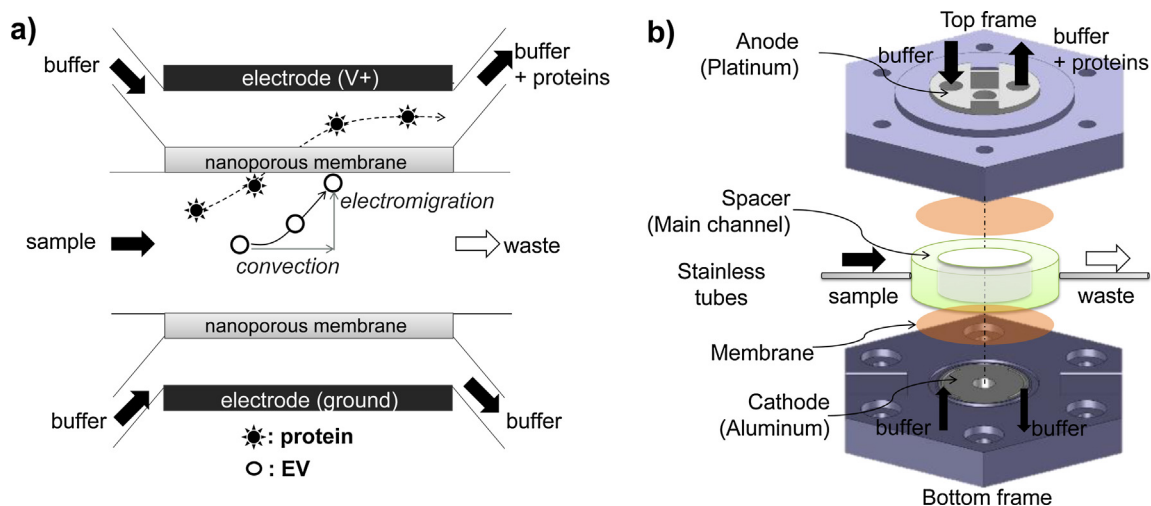 a)
buffer
buffer
+ proteins
electrode (V+)
nanoporous membrane
electromigration
sample
waste
convection
nanoporous membrane
electrode (ground)
buffer
buffer
: protein
: EV
b)
Top frame
Anode
(Platinum)
buffer
buffer
+ proteins
Spacer
(Main channel)
Stainless
tubes
sample
waste
Membrane
Cathode
(Aluminum)
buffer
buffer
Bottom frame